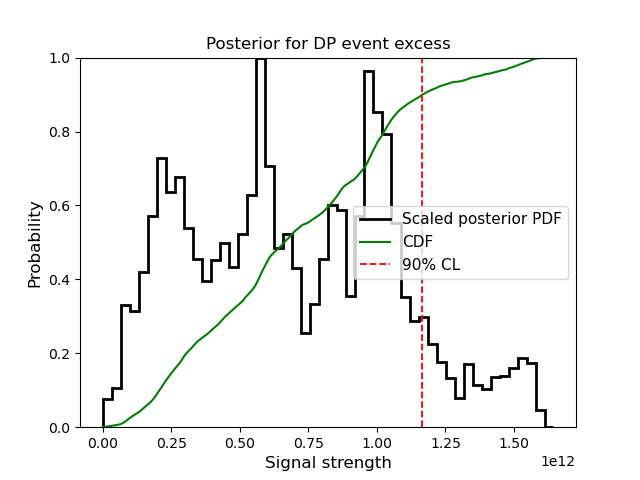 Posterior for DP event excess
Probability
1.0
0.8
0.6
0.4
0.2
0.0
Scaled posterior PDF
CDF
90% CL
0.00 0.25 0.50 0.75 1.00 1.25 1.50
1e12
Signal strength